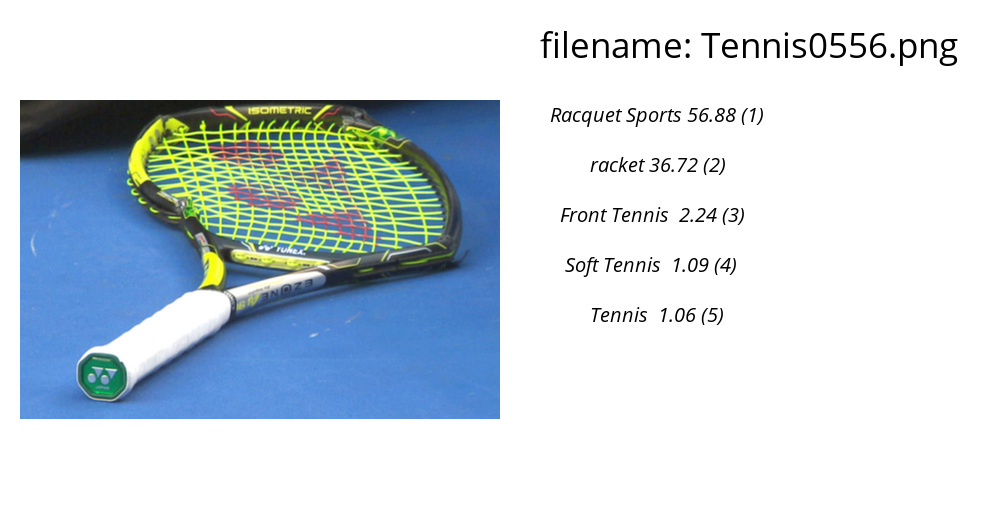 filename: Tennis0556.png
ISOMETRIC
Racquet Sports 56.88 (1)
racket 36.72 (2)
Front Tennis 2.24 (3)
YONEX
Soft Tennis 1.09 (4)
EZONE
Tennis 1.06 (5)